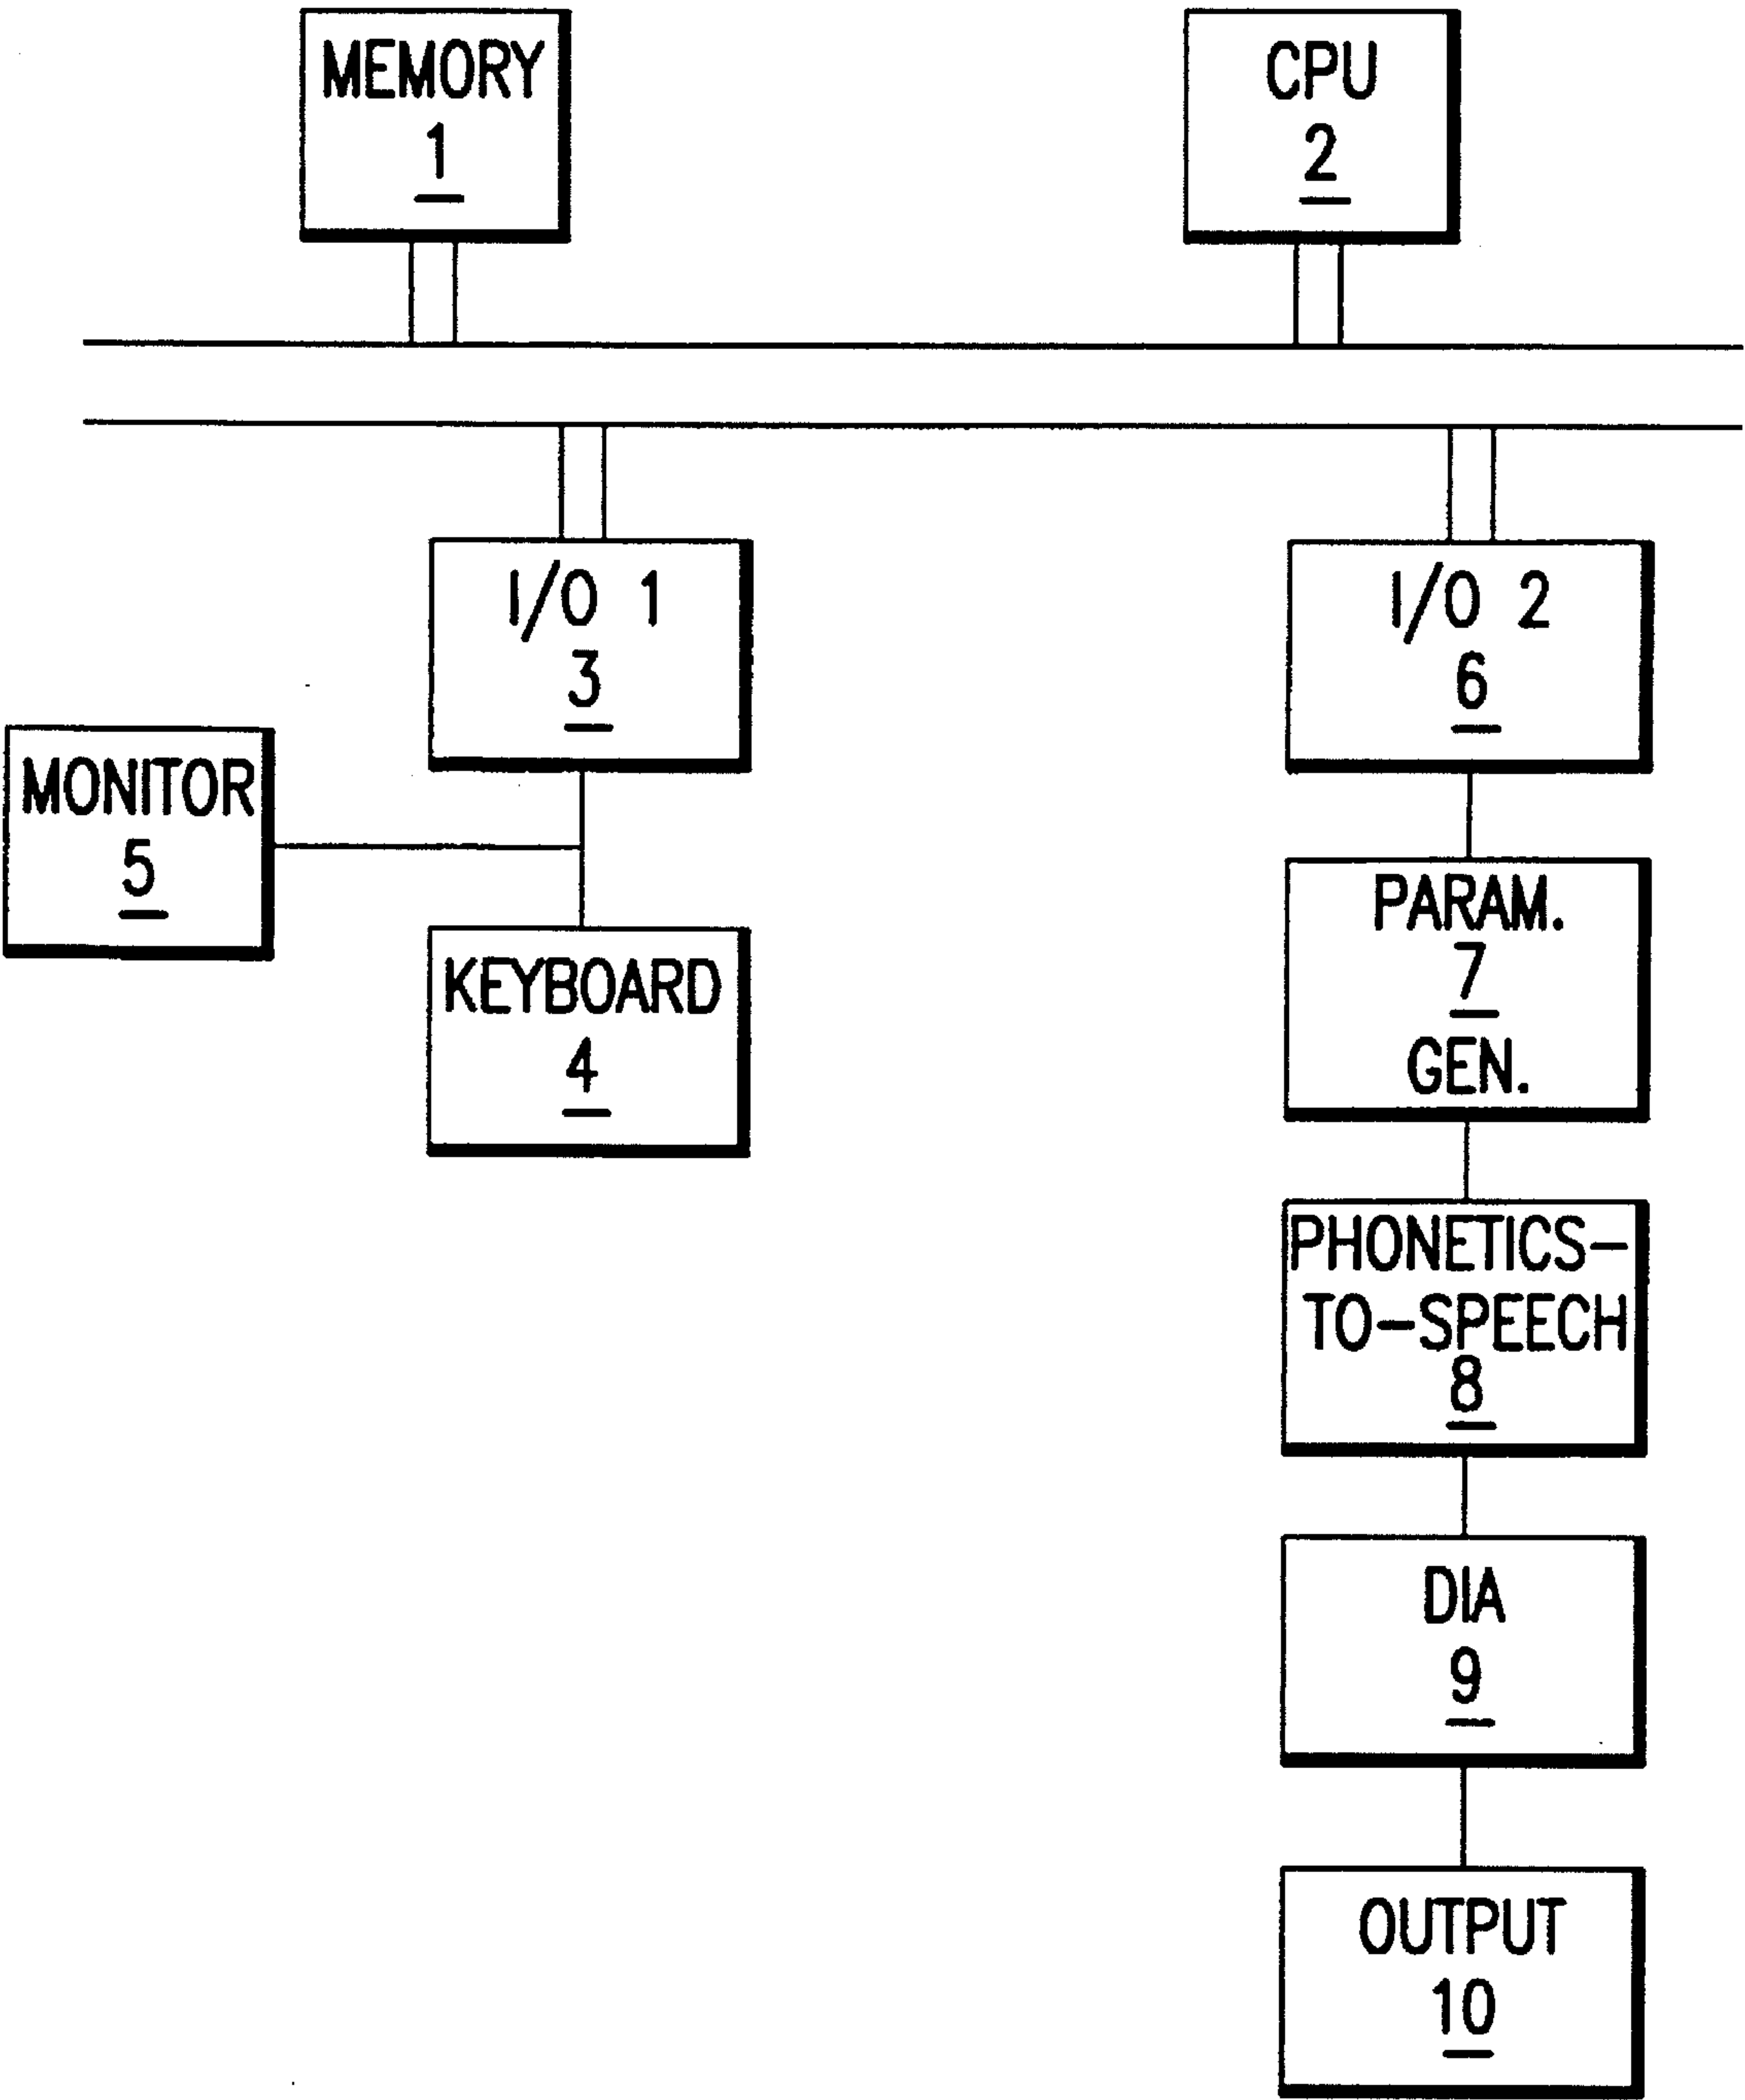 MEMORY
1
CPU
2
I/O 1
3
I/O 2
6
MONITOR
5
KEYBOARD
4
PARAM.
7
GEN.
PHONETICS-
TO-SPEECH
8
DIA
9
OUTPUT
10